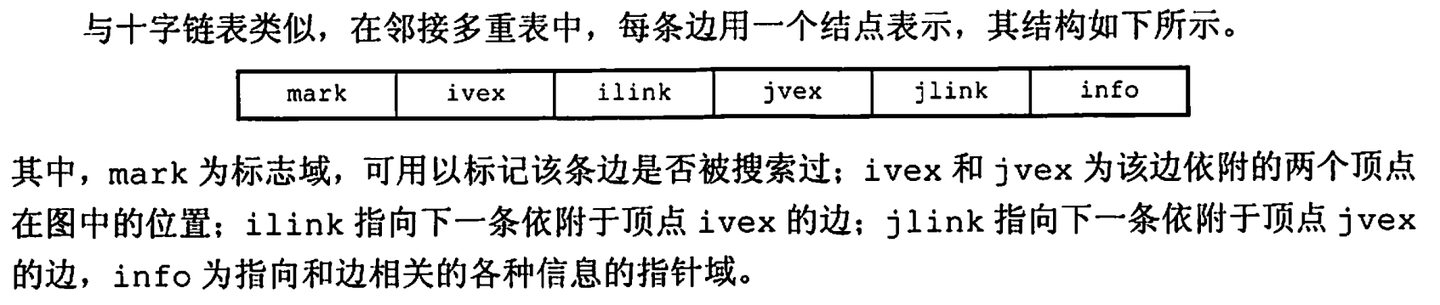 与十字链表类似，在邻接多重表中，每条边用一个结点表示，其结构如下所示。
mark ivex ilink jvex jlink info
其中，mark 为标志域，可用以标记该条边是否被搜索过；ivex 和 jvex 为该边依附的两个顶点
在图中的位置；ilink 指向下一条依附于顶点 ivex 的边；jlink 指向下一条依附于顶点 jvex
的边，info 为指向和边相关的各种信息的指针域。